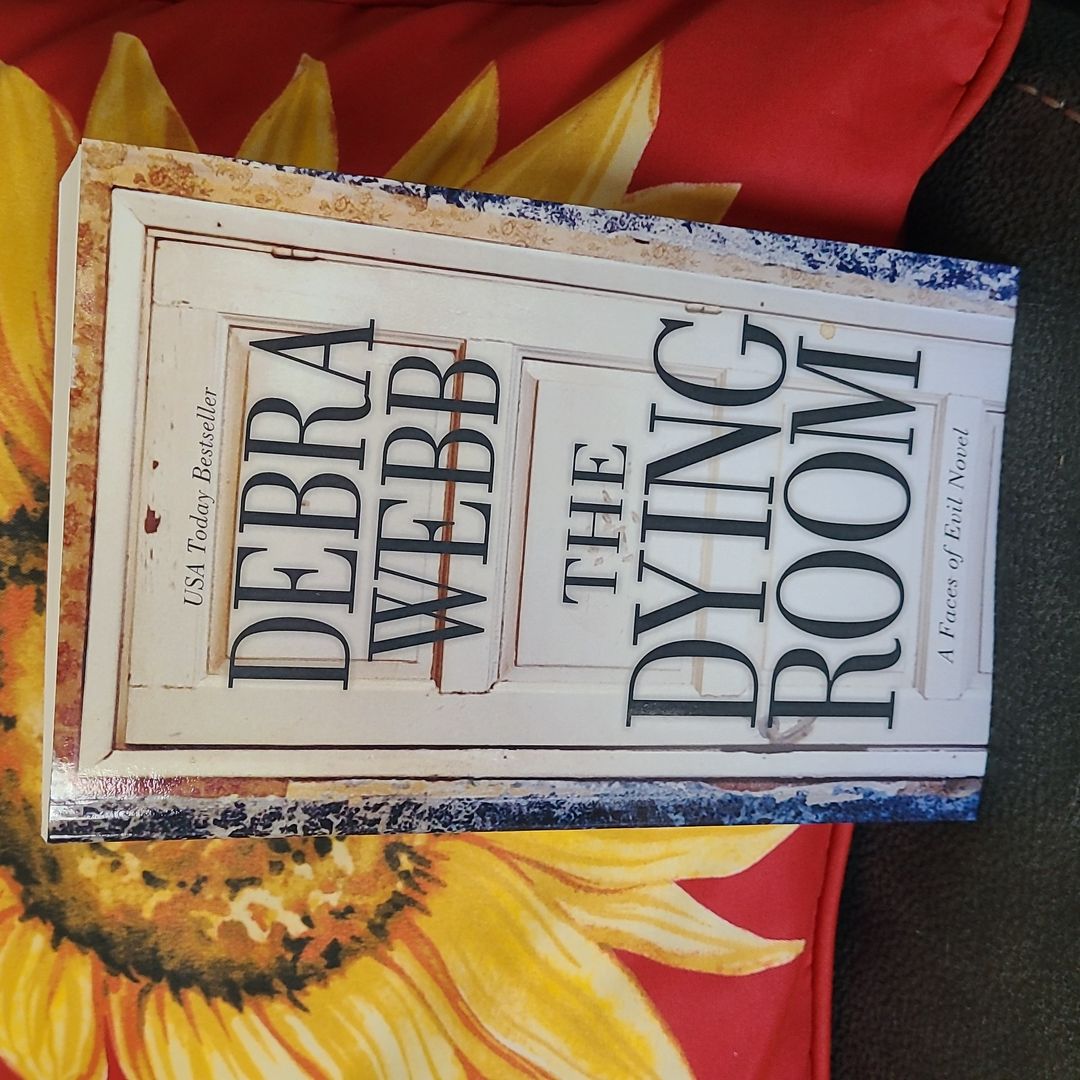 USA Today Bestseller
DEBRA
WEBB
THE
DYING
ROOM
A Faces of Evil Novel